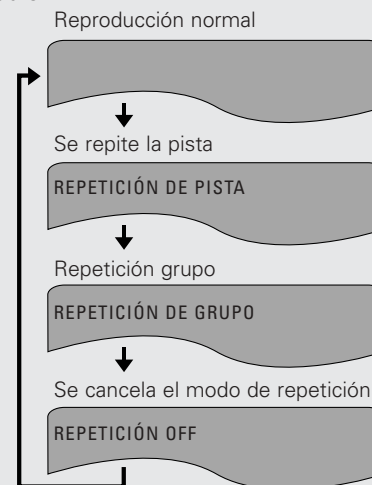 Reproducción normal
Se repite la pista
REPETICIÓN DE PISTA
Repetición grupo
REPETICIÓN DE GRUPO
Se cancela el modo de repetición
REPETICIÓN OFF